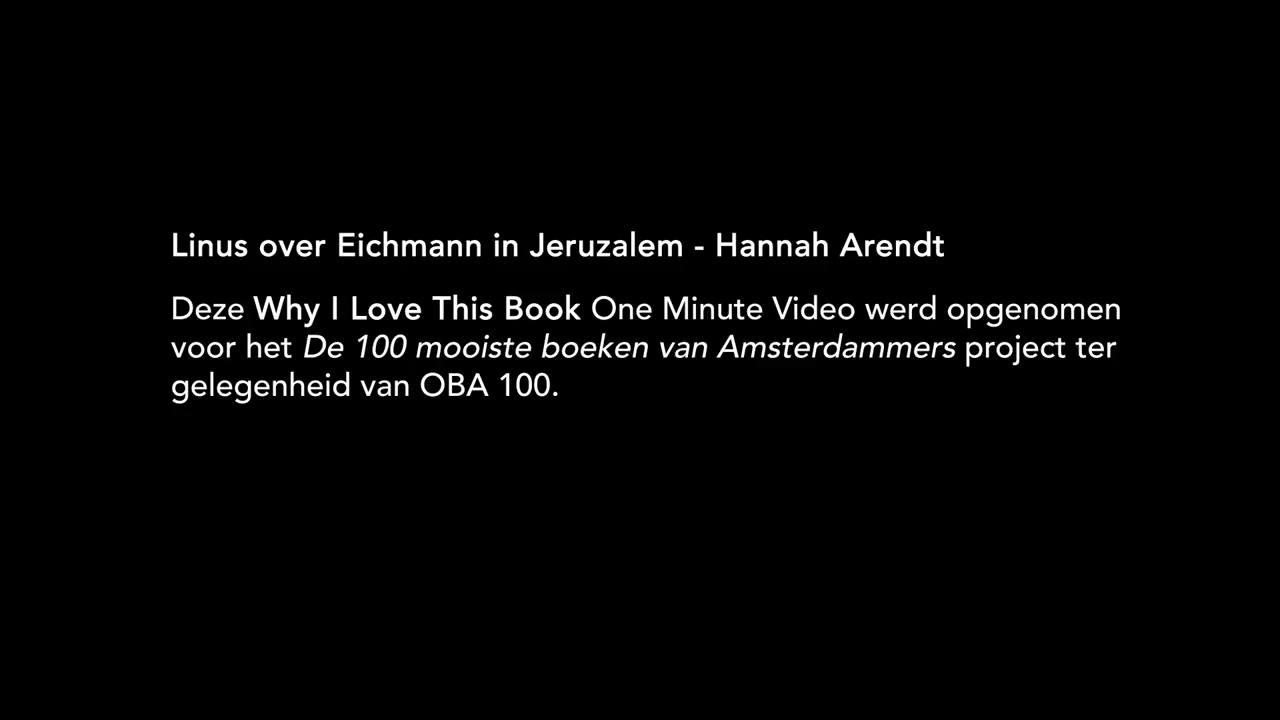 Linus over Eichmann in Jeruzalem - Hannah Arendt
Deze Why I Love This Book One Minute Video werd opgenomen
voor het De 100 mooiste boeken van Amsterdammers project ter
gelegenheid van OBA 100.